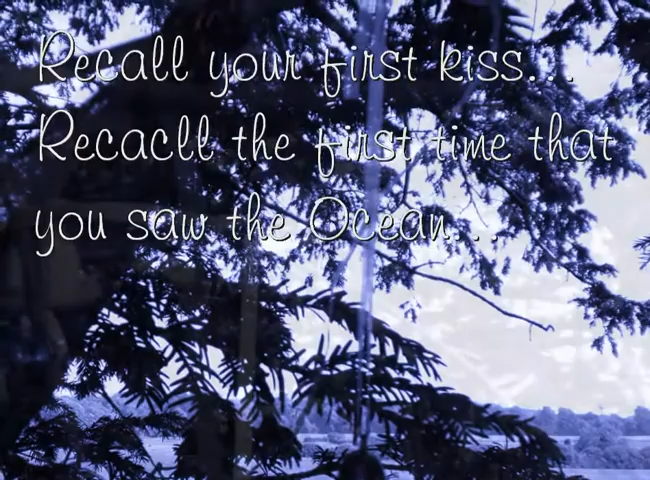 Recall your first kiss...
Recacll the first time that
you saw the Ocean...